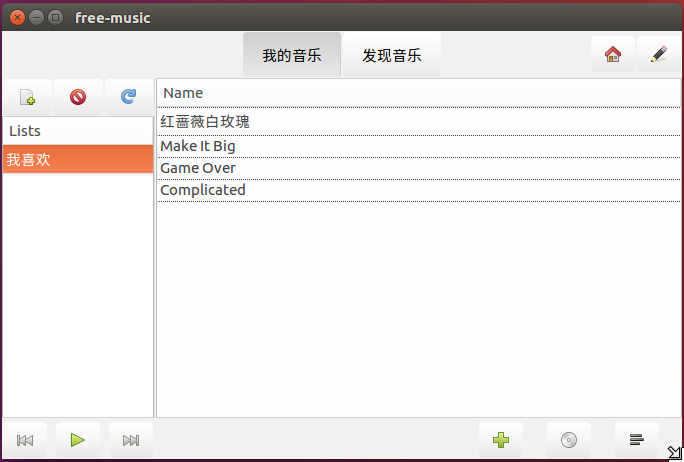 free-music
我的音乐
发现音乐
Lists
我喜欢
Name
红蔷薇白玫瑰
Make It Big
Game Over
Complicated